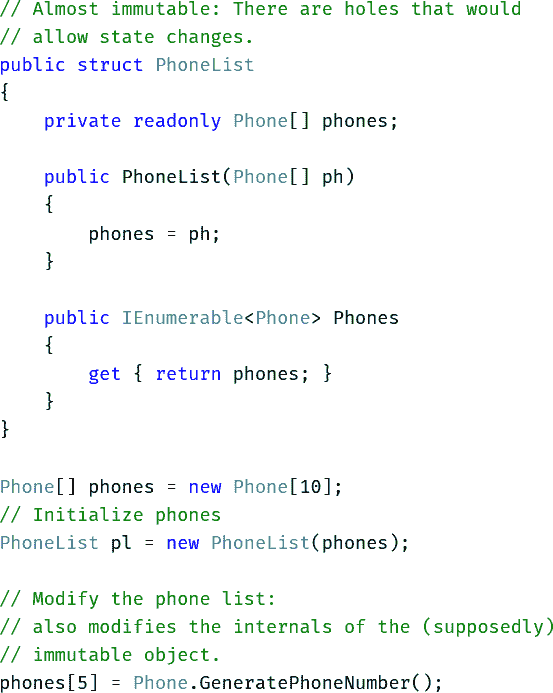 // Almost immutable: There are holes that would
// allow state changes.
public struct PhoneList
{
    private readonly Phone[] phones;

    public PhoneList(Phone[] ph)
    {
        phones = ph;
    }

    public IEnumerable<Phone> Phones
    {
        get { return phones; }
    }
}

Phone[] phones = new Phone[10];
// Initialize phones
PhoneList pl = new PhoneList(phones);

// Modify the phone list:
// also modifies the internals of the (supposedly)
// immutable object.
phones[5] = Phone.GeneratePhoneNumber();